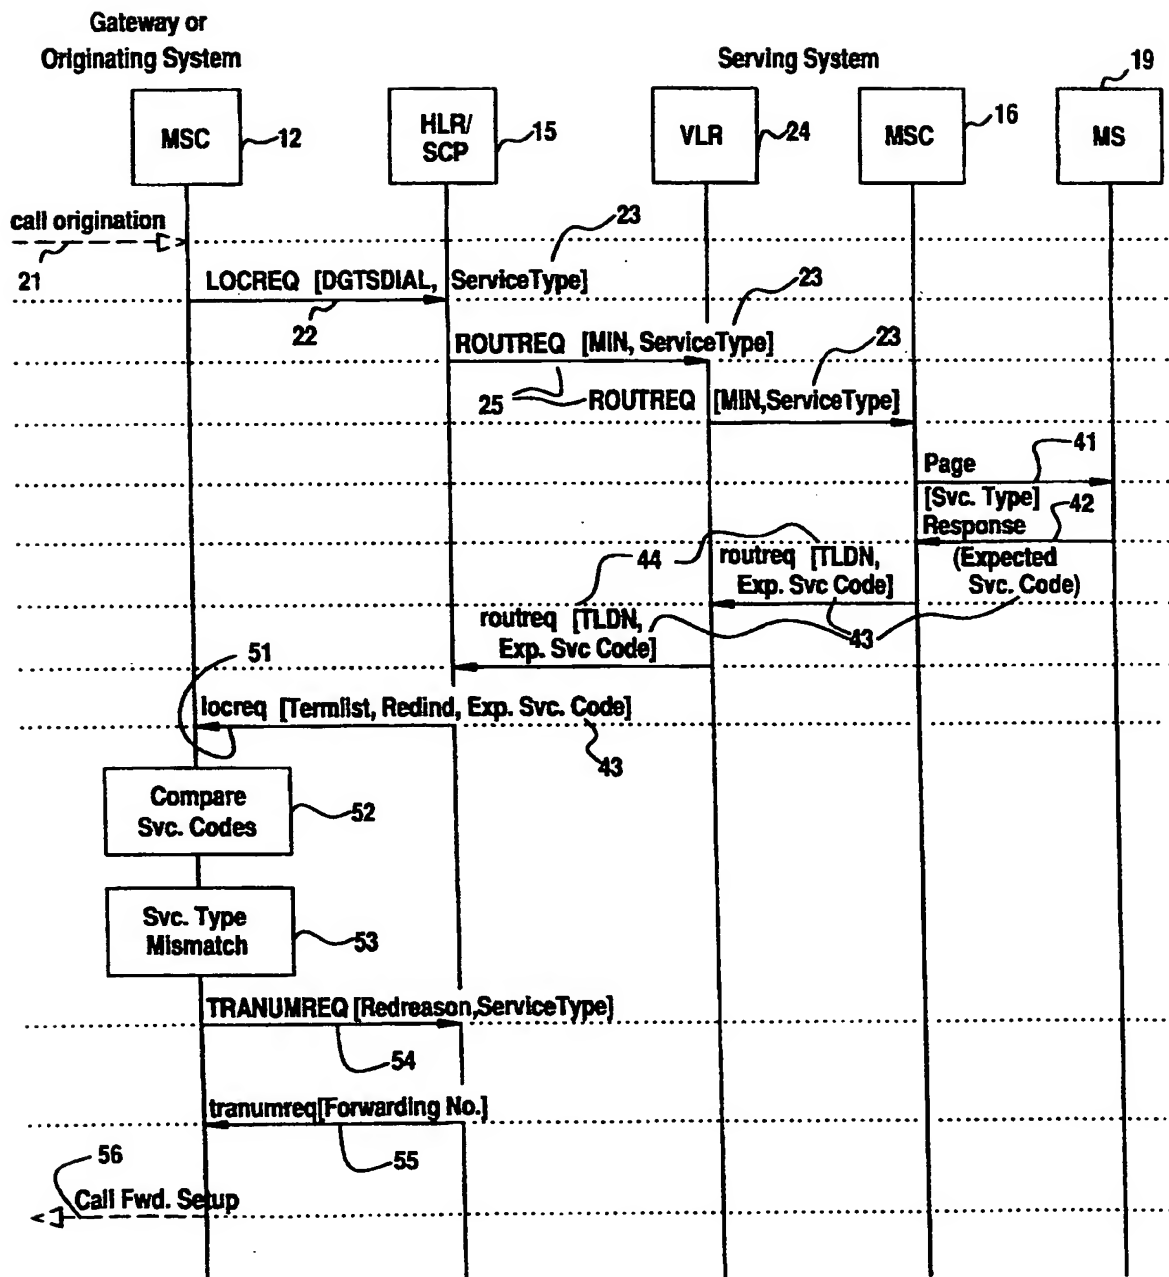 Gateway or
Originating System
Serving System
19
MSC
12
HLR/
SCP
15
VLR
24
MSC
16
MS
call origination
21
23
LOCREQ [DGTSDIAL, ServiceType]
22
23
ROUTREQ [MIN, ServiceType]
23
25
ROUTREQ [MIN,ServiceType]
Page
41
[Svc. Type]
42
Response
(Expected
Svc. Code)
44
routreq [TLDN,
Exp. Svc Code]
43
routreq [TLDN,
Exp. Svc Code]
51
locreq [Termlist, Redind, Exp. Svc. Code]
43
Compare
Svc. Codes
52
Svc. Type
Mismatch
53
TRANUMREQ [Redreason,ServiceType]
54
tranumreq[Forwarding No.]
55
56
Call Fwd. Setup